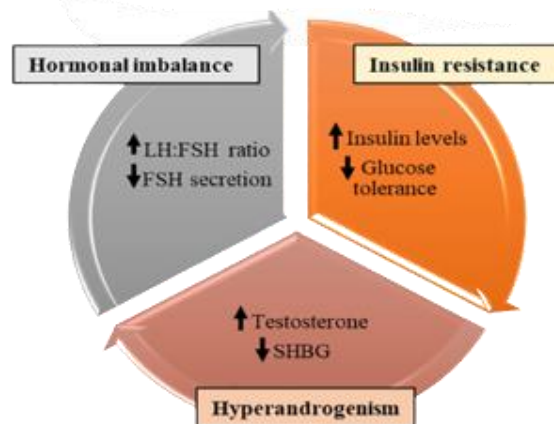 Hormonal imbalance
↑LH:FSH ratio
↓FSH secretion
Insulin resistance
↑Insulin levels
↓Glucose
tolerance
↑Testosterone
↓SHBG
Hyperandrogenism